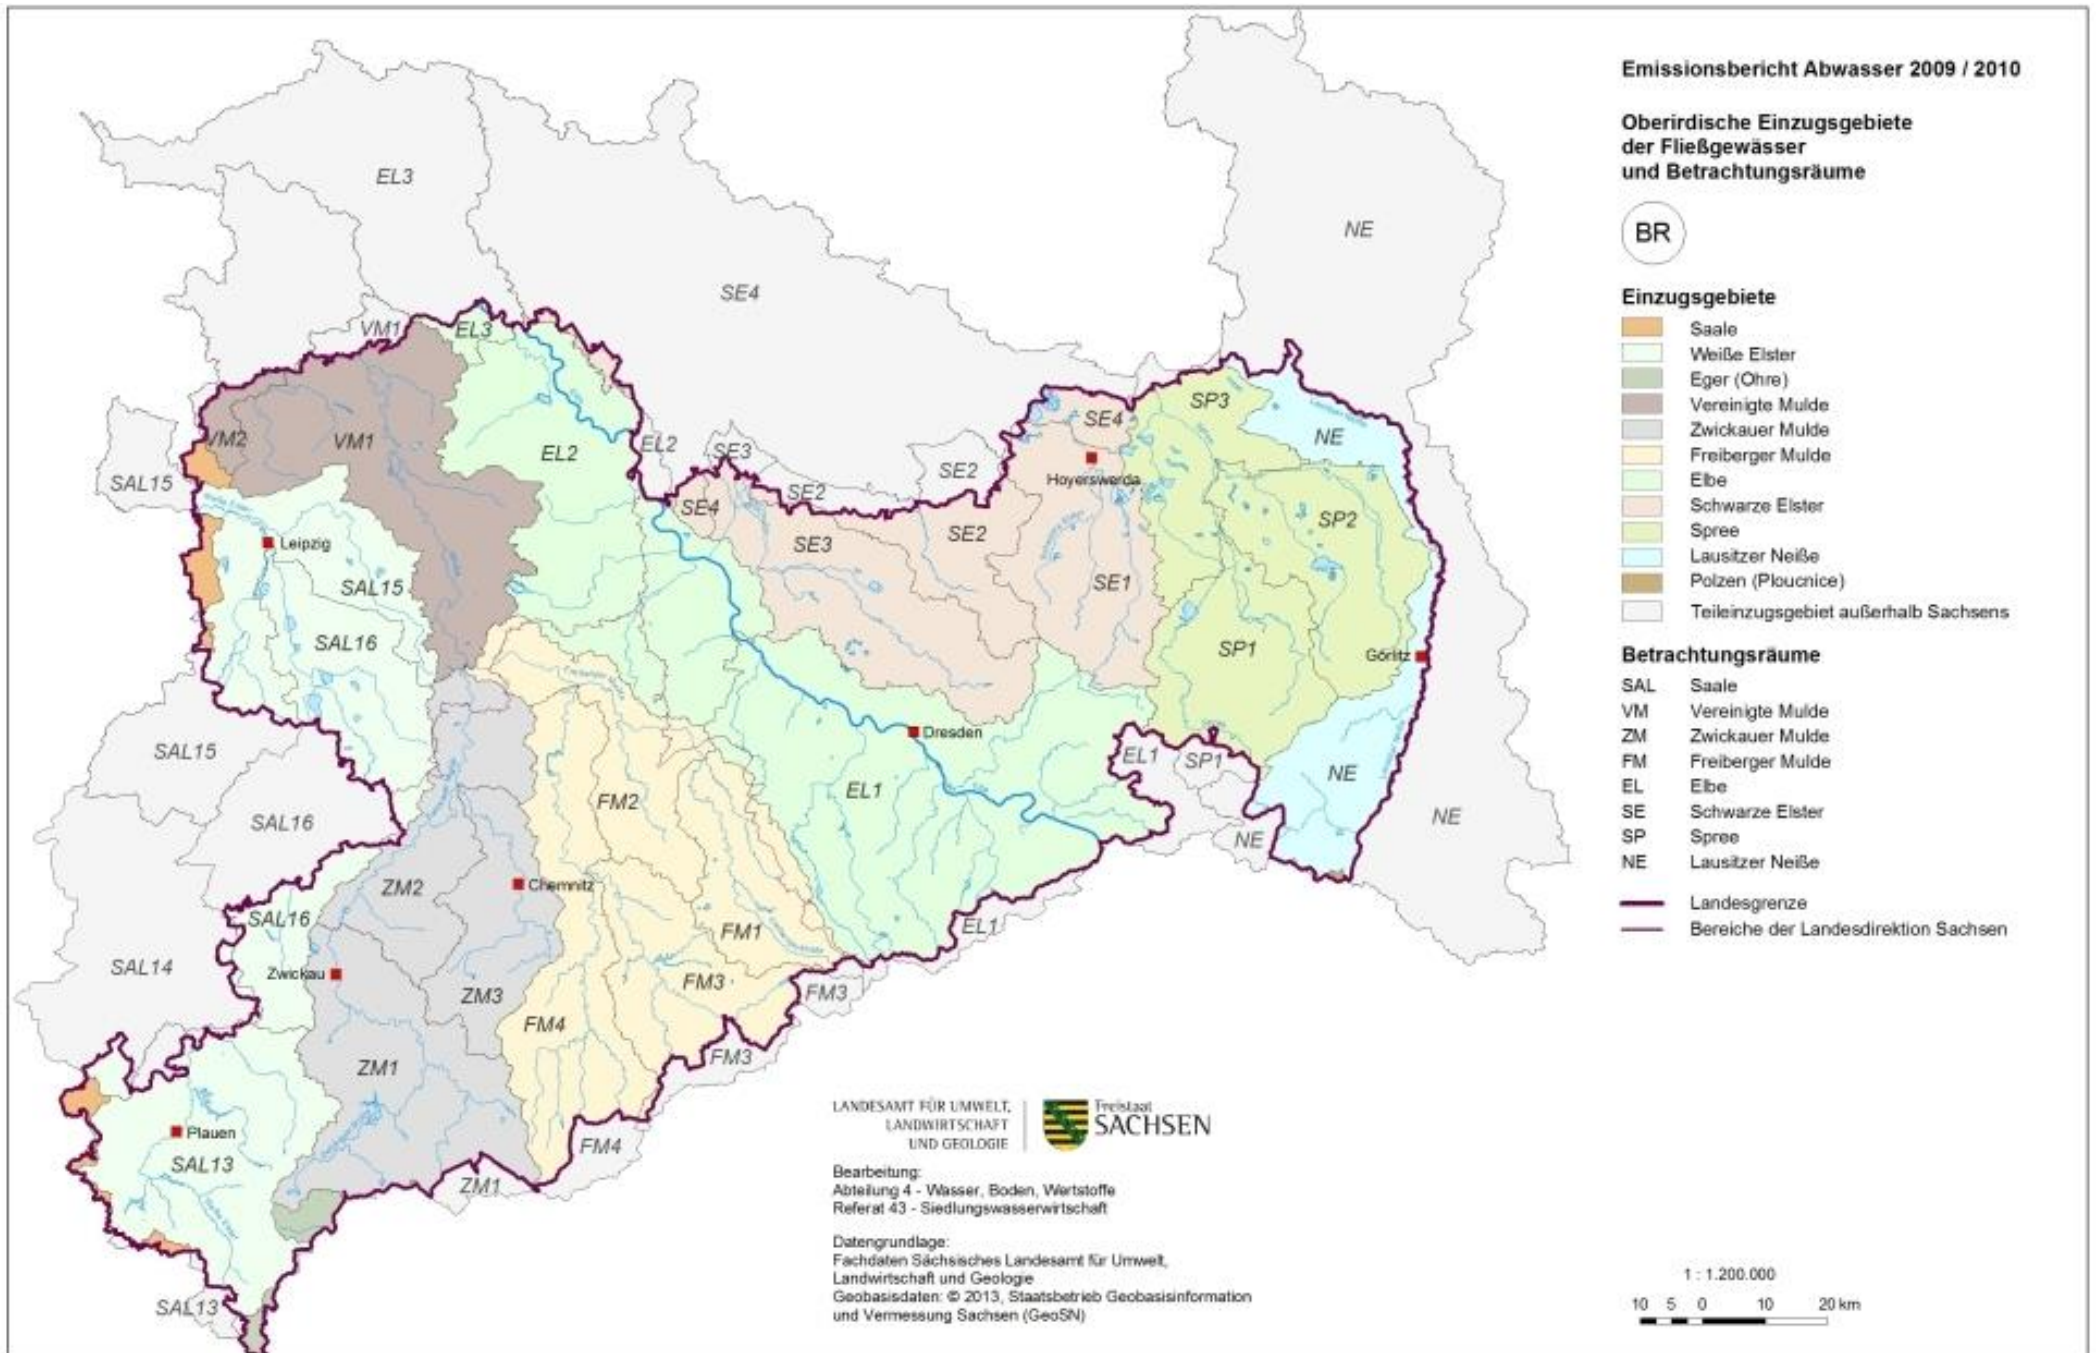 Emissionsbericht Abwasser 2009 / 2010
Oberirdische Einzugsgebiete
der Fließgewässer
und Betrachtungsräume
BR
Einzugsgebiete
Saale
Weiße Elster
Eger (Ohre)
Vereinigte Mulde
Zwickauer Mulde
Freiberger Mulde
Elbe
Schwarze Elster
Spree
Lausitzer Neiße
Polzen (Ploucnice)
Teileinzugsgebiet außerhalb Sachsens
Betrachtungsräume
SAL Saale
VM Vereinigte Mulde
ZM Zwickauer Mulde
FM Freiberger Mulde
EL Elbe
SE Schwarze Elster
SP Spree
NE Lausitzer Neiße
Landesgrenze
Bereiche der Landesdirektion Sachsen
1 : 1.200.000
10 5 0 10 20 km
EL3
NE
SE4
VM1
EL3
SP3
SE4
NE
VM2
VM1
EL2
EL2
SE3
SE2
Hoyerswerda
SAL15
SE2
SE4
SP2
Leipzig
SE3
SE2
SAL15
SE1
SAL16
SP1
Görlitz
Dresden
SAL15
EL1
SP1
NE
EL1
FM2
SAL16
NE
NE
ZM2
Chemnitz
SAL16
EL1
FM1
SAL14
Zwickau
ZM3
FM3
FM3
FM4
FM3
ZM1
Plauen
SAL13
FM4
ZM1
SAL13
LANDESAMT FÜR UMWELT,
LANDWIRTSCHAFT
UND GEOLOGIE
Freistaat
SACHSEN
Bearbeitung:
Abteilung 4 - Wasser, Boden, Wertstoffe
Referat 43 - Siedlungswasserwirtschaft
Datengrundlage:
Fachdaten Sächsisches Landesamt für Umwelt,
Landwirtschaft und Geologie
Geobasisdaten: © 2013, Staatsbetrieb Geobasisinformation
und Vermessung Sachsen (GeoSN)